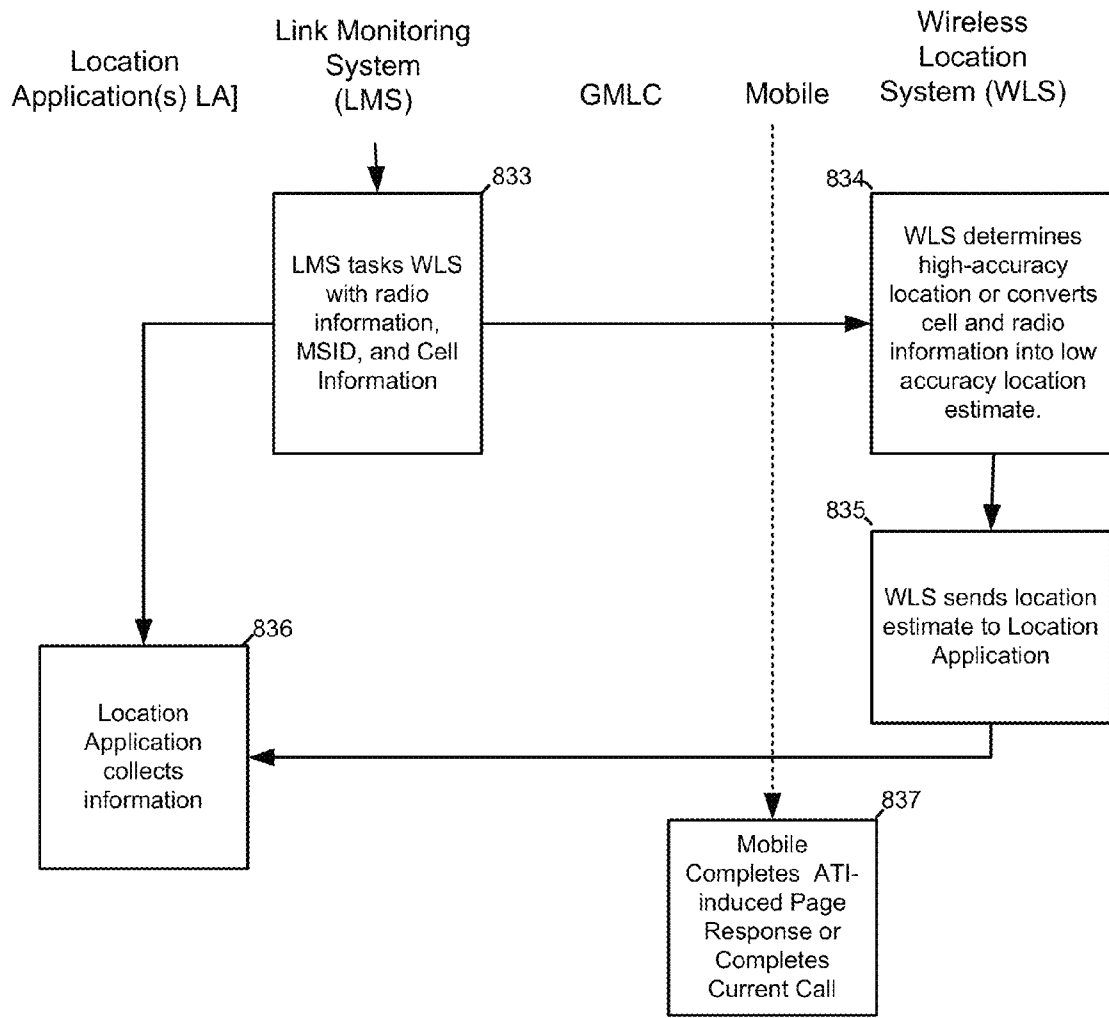 Location
Application(s) LA]
Link Monitoring
System
(LMS)
GMLC
Mobile
Wireless
Location
System (WLS)
833
LMS tasks WLS
with radio
information,
MSID, and Cell
Information
834
WLS determines
high-accuracy
location or converts
cell and radio
information into low
accuracy location
estimate.
835
WLS sends location
estimate to Location
Application
836
Location
Application
collects
information
837
Mobile
Completes ATI-
induced Page
Response or
Completes
Current Call